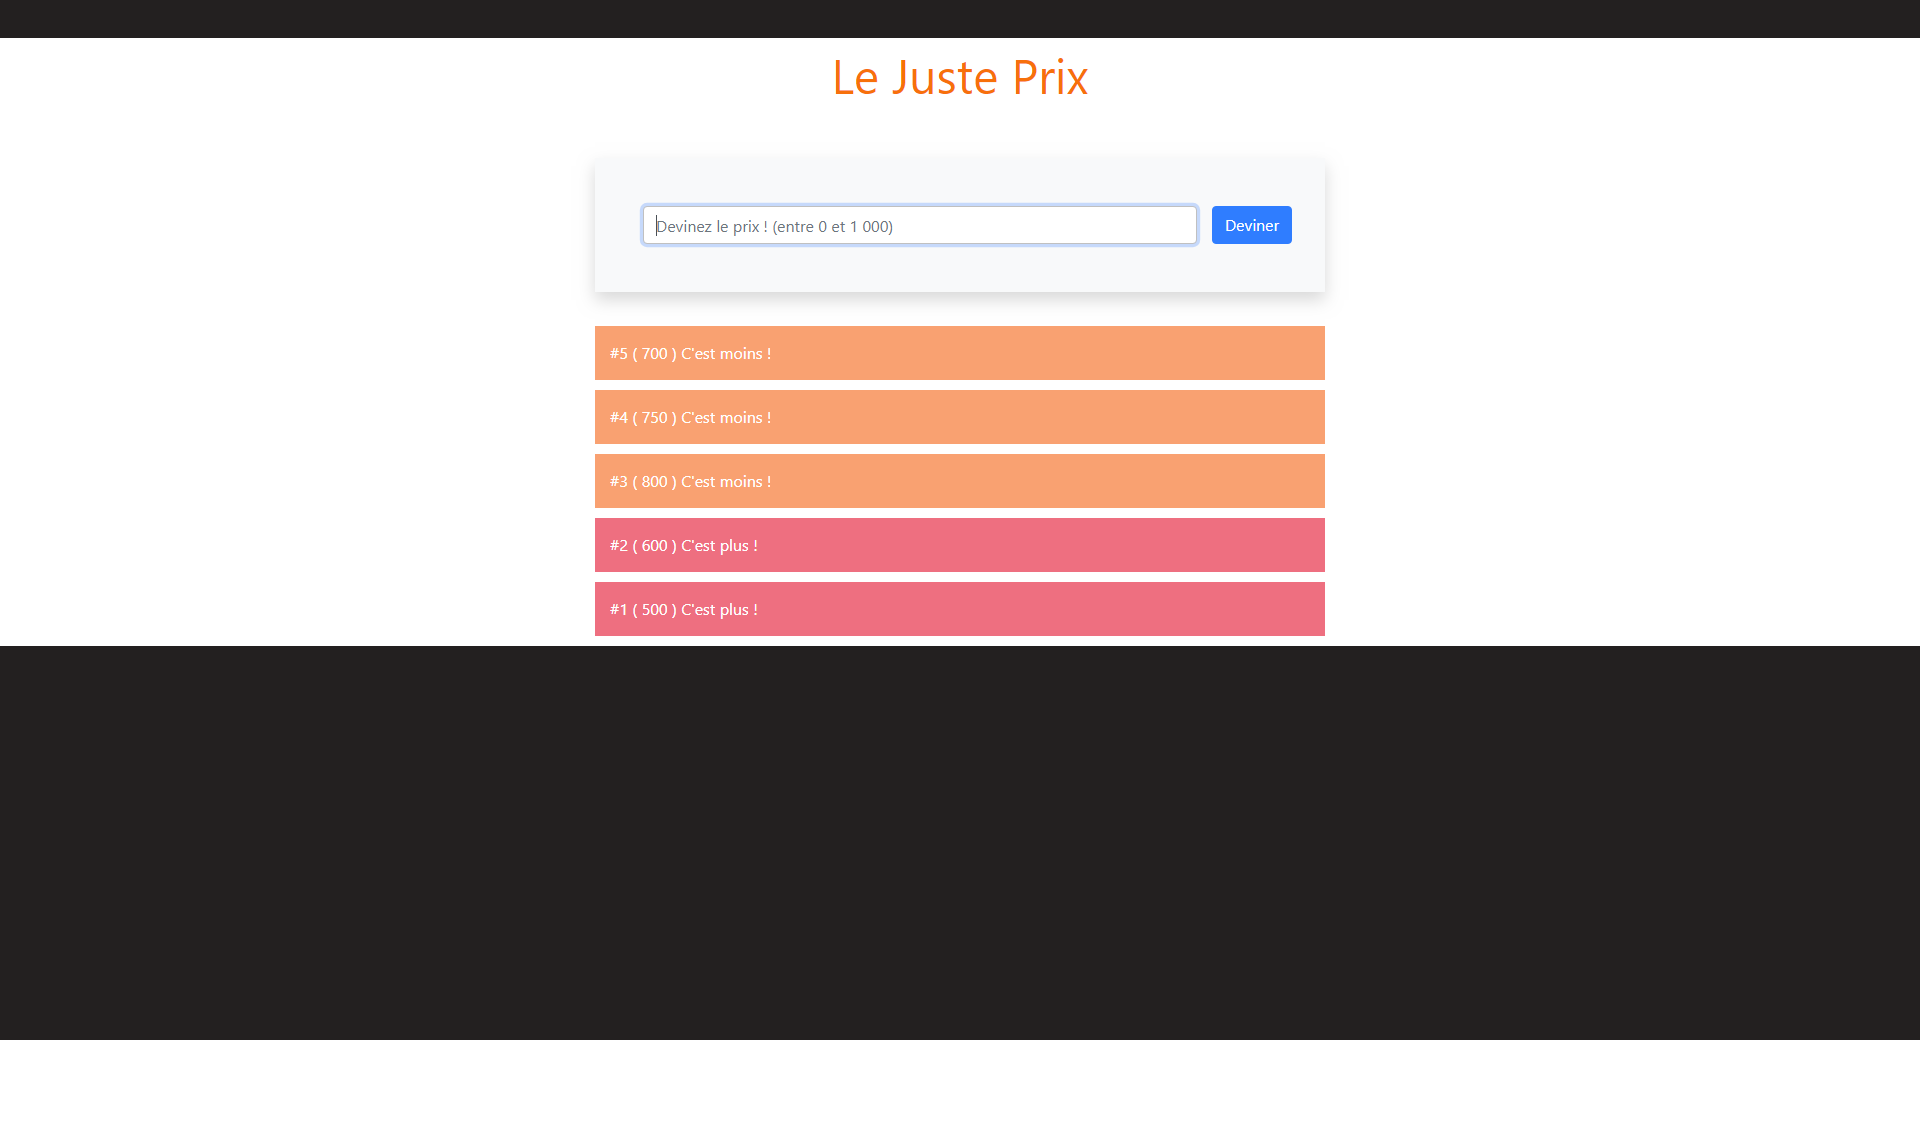 Le Juste Prix
Devinez le prix ! (entre 0 et 1 000)
Deviner
#5 ( 700 ) C'est moins !
#4 ( 750 ) C'est moins !
#3 ( 800 ) C'est moins !
#2 ( 600 ) C'est plus !
#1 ( 500 ) C'est plus !